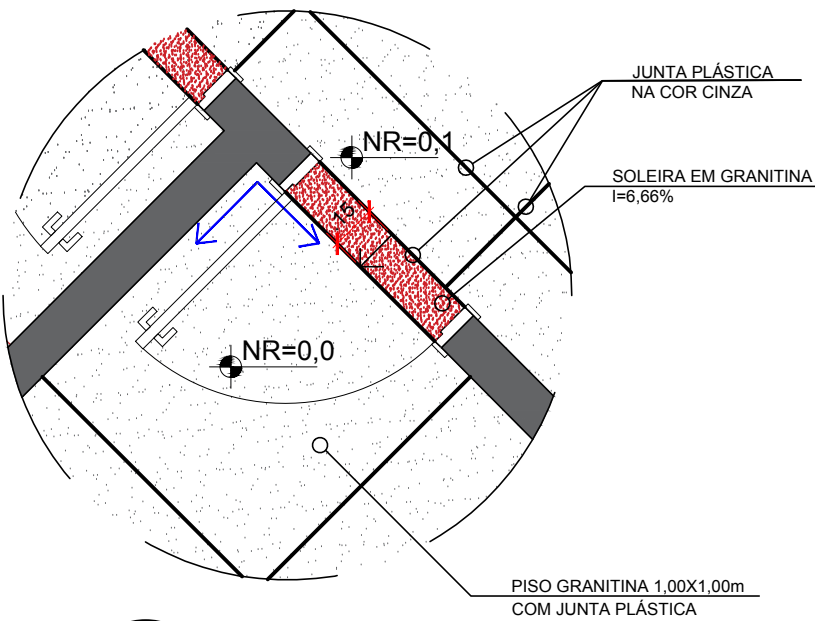 JUNTA PLÁSTICA
NA COR CINZA
NR=0,1
SOLEIRA EM GRANITINA
I=6,66%
15
NR=0,0
PISO GRANITINA 1,00X1,00m
COM JUNTA PLÁSTICA